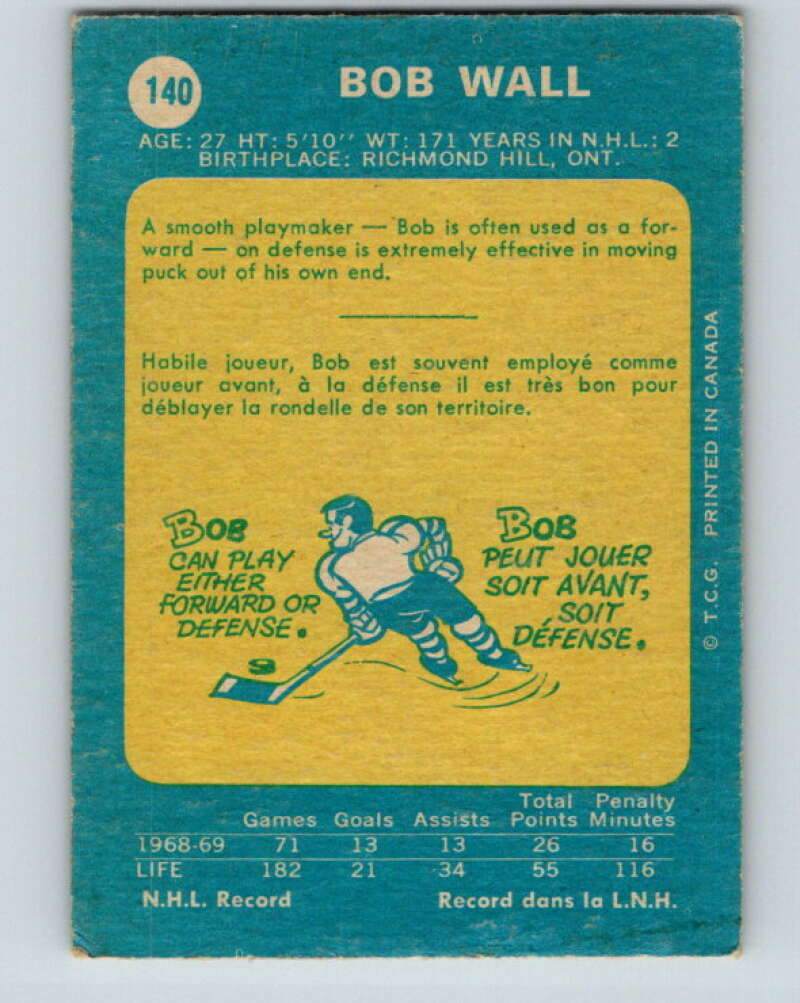 140
BOB WALL
AGE: 27 HT: 5'10'' WT: 171 YEARS IN N.H.L.: 2
BIRTHPLACE: RICHMOND HILL, ONT.
A smooth playmaker — Bob is often used as a for-
ward — on defense is extremely effective in moving
puck out of his own end.
Habile joueur, Bob est souvent employé comme
joueur avant, à la défense il est très bon pour
déblayer la rondelle de son territoire.
BOB
CAN PLAY
EITHER
FORWARD OR
DEFENSE.
BOB
PEUT JOUER
SOIT AVANT,
SOIT
DÉFENSE.
© T.C.G. PRINTED IN CANADA
Total Penalty
Games Goals Assists Points Minutes
1968-69 71 13 13 26 16
LIFE 182 21 34 55 116
N.H.L. Record Record dans la L.N.H.